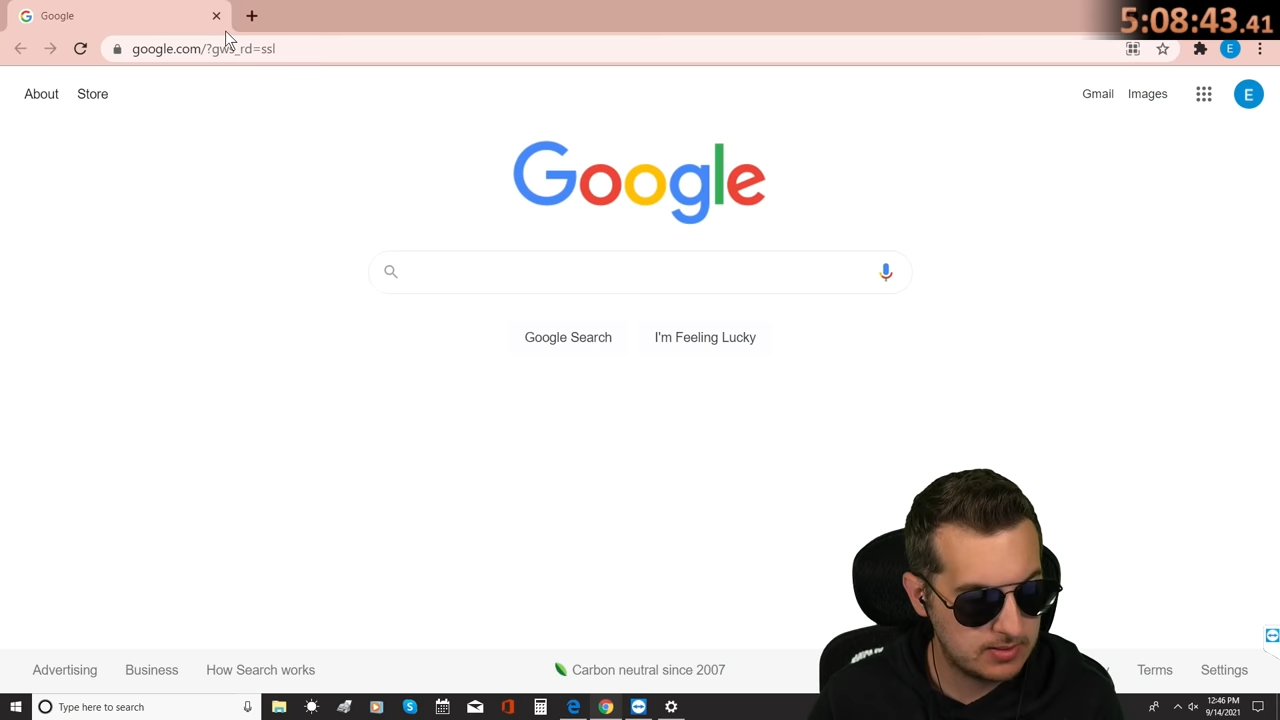 Google
5:08:43.41
google.com/?gws_rd=ssl
E
About Store
Gmail Images
E
Google
Google Search I'm Feeling Lucky
Advertising Business How Search works
Carbon neutral since 2007
Terms Settings
Type here to search
12:46 PM
9/14/2021